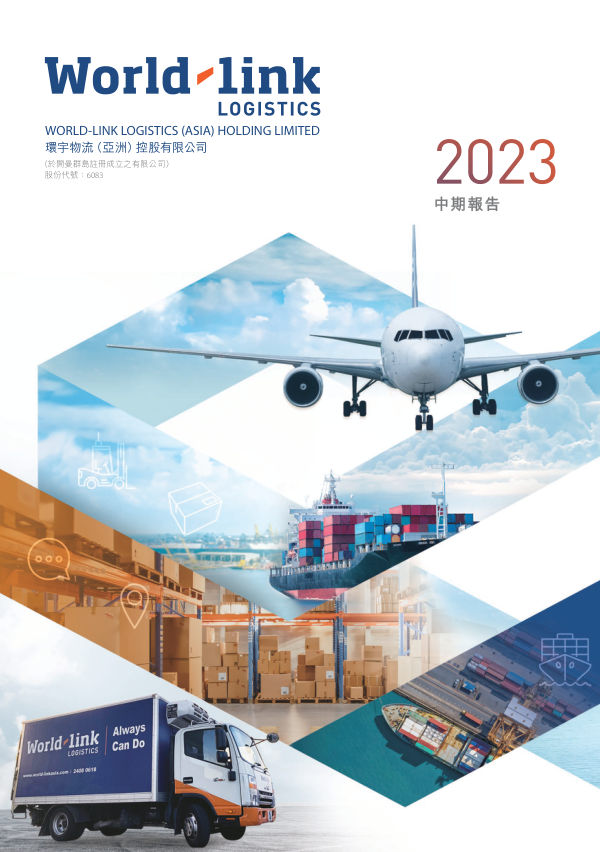 World-link
LOGISTICS
WORLD-LINK LOGISTICS (ASIA) HOLDING LIMITED
環宇物流（亞洲）控股有限公司
(於開曼群島註冊成立之有限公司)
股份代號：6083
2023
中期報告
World-link
LOGISTICS
Always
Can Do
www.world-linkasia.com | 2408 0618